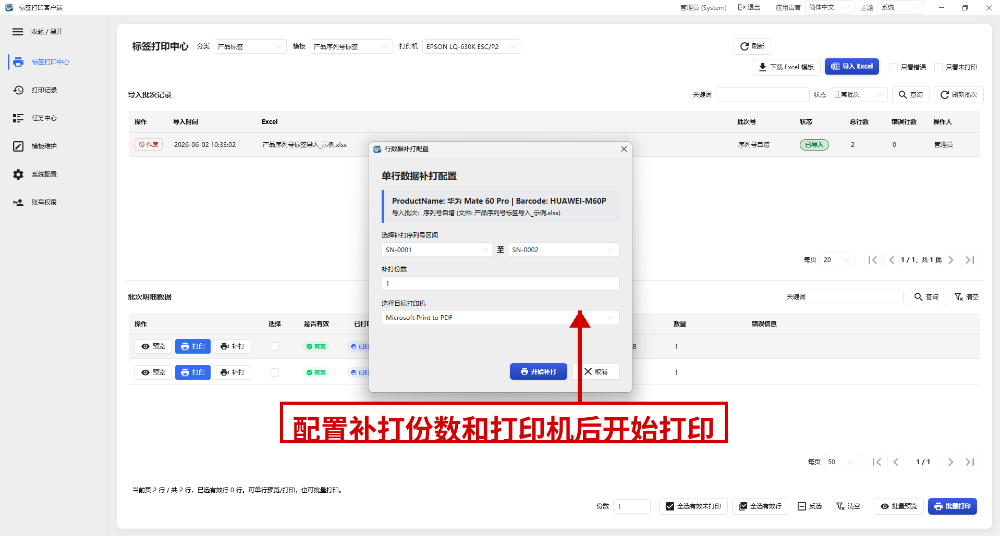 标签打印客户端
管理员 (System)
退出
应用语言
简体中文
主题
系统
收起 / 展开
标签打印中心
打印记录
任务中心
模板维护
系统配置
账号权限
标签打印中心
分类
产品标签
模板
产品序列号标签
打印机
EPSON LQ-630K ESC/P2
刷新
下载 Excel 模板
导入 Excel
只看错误
只看未打印
导入批次记录
关键词
状态
正常批次
查询
刷新批次
操作
导入时间
Excel
批次号
状态
总行数
错误行数
操作人
作废
2026-06-02 10:33:02
产品序列号标签导入_示例.xlsx
序列号自增
已导入
2
0
管理员
行数据补打配置
单行数据补打配置
ProductName: 华为 Mate 60 Pro | Barcode: HUAWEI-M60P
导入批次：序列号自增 (文件: 产品序列号标签导入_示例.xlsx)
选择补打序列号区间
SN-0001
至
SN-0002
补打份数
1
选择目标打印机
Microsoft Print to PDF
开始补打
取消
每页
20
1 / 1，共 1 批
批次明细数据
关键词
查询
清空
操作
选择
是否有效
已打印
数量
错误信息
预览
打印
补打
有效
已打
B
1
预览
打印
补打
有效
已打
1
配置补打份数和打印机后开始打印
每页
50
1 / 1
当前页 2 行 / 共 2 行，已选有效行 0 行。可单行预览/打印，也可批量打印。
份数
1
全选有效未打印
全选有效行
反选
清空
批量预览
批量打印